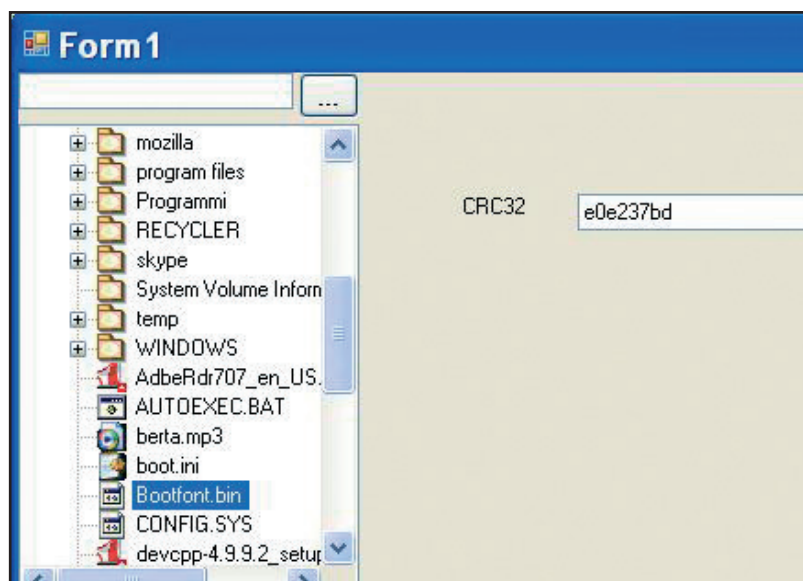 Form1
...
mozilla
program files
Programmi
RECYCLER
skype
System Volume Inform
temp
WINDOWS
AdbeRdr707_en_US.
AUTOEXEC.BAT
berta.mp3
boot.ini
Bootfont.bin
CONFIG.SYS
devcpp-4.9.9.2_setup
CRC32
e0e237bd